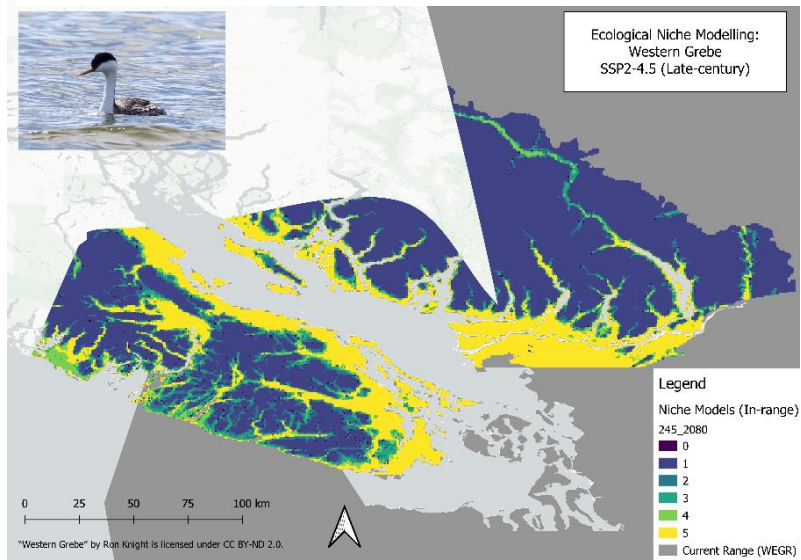 Ecological Niche Modelling:
Western Grebe
SSP2-4.5 (Late-century)
Legend
Niche Models (In-range)
245_2080
0
1
2
3
4
5
Current Range (WEGR)
0 25 50 75 100 km
"Western Grebe" by Ron Knight is licensed under CC BY-ND 2.0.